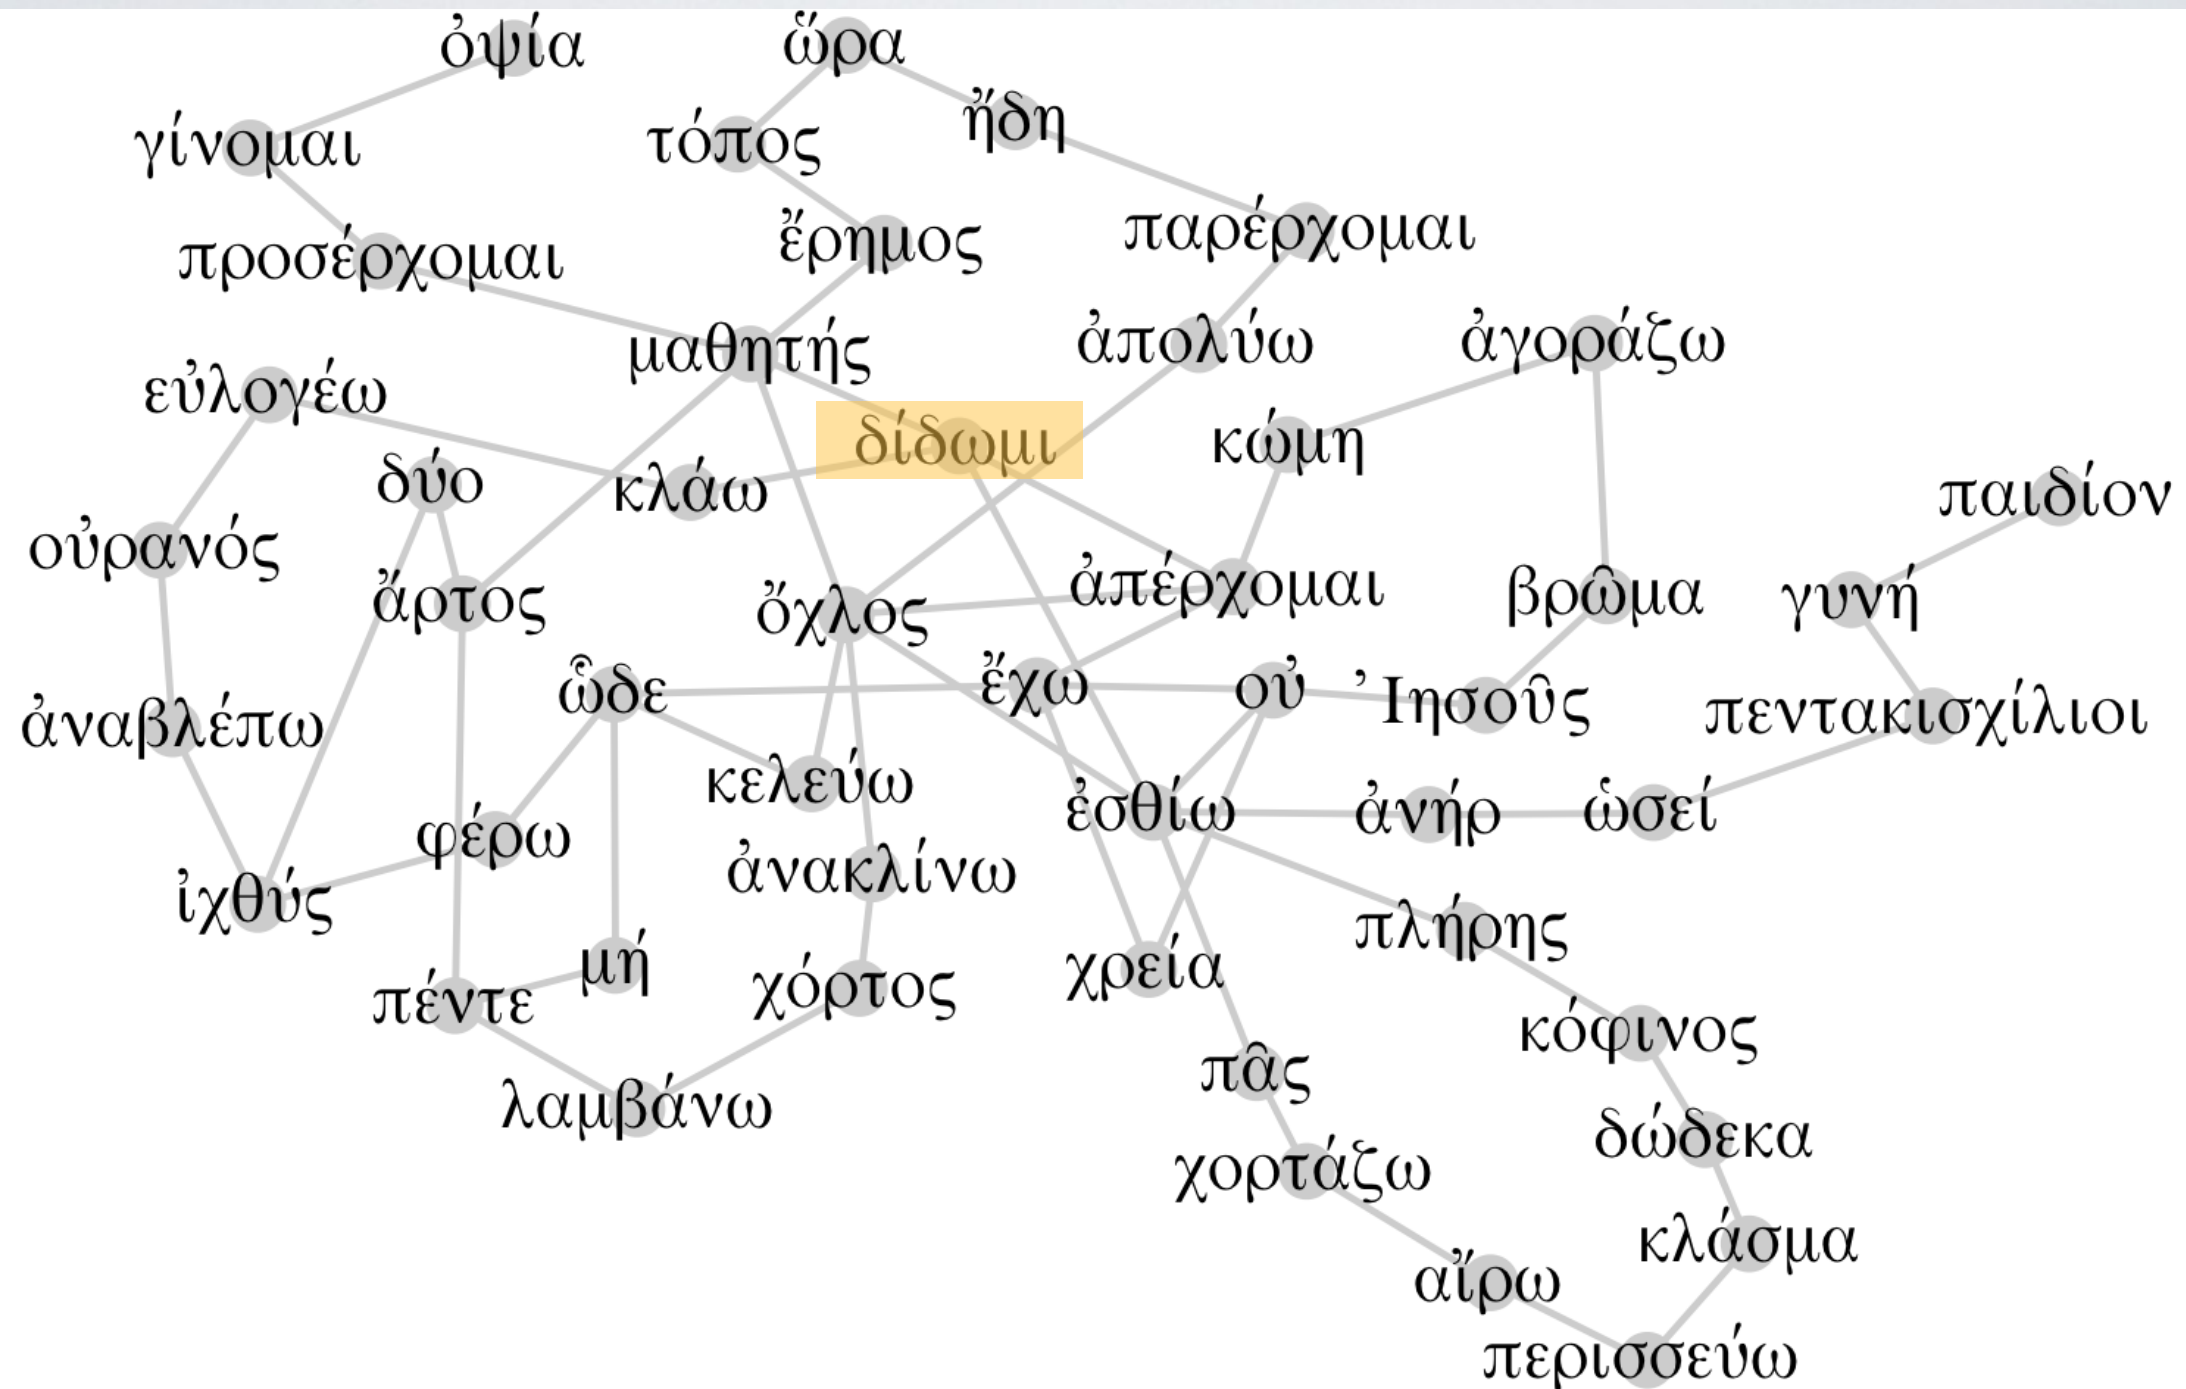 ὀψία
ὥρα
ἤδη
γίνομαι
τόπος
προσέρχομαι
ἔρημος
παρέρχομαι
μαθητής
ἀπολύω
ἀγοράζω
εὐλογέω
δίδωμι
κώμη
δύο
κλάω
παιδίον
οὐρανός
ἄρτος
ὄχλος
ἀπέρχομαι
βρῶμα
γυνή
ὧδε
ἔχω
οὐ
Ἰησοῦς
πεντακισχίλιοι
ἀναβλέπω
κελεύω
ἐσθίω
ἀνήρ
ὡσεί
φέρω
ἀνακλίνω
ἰχθύς
πλήρης
μή
χρεία
πέντε
χόρτος
κόφινος
πᾶς
λαμβάνω
δώδεκα
χορτάζω
κλάσμα
αἴρω
περισσεύω